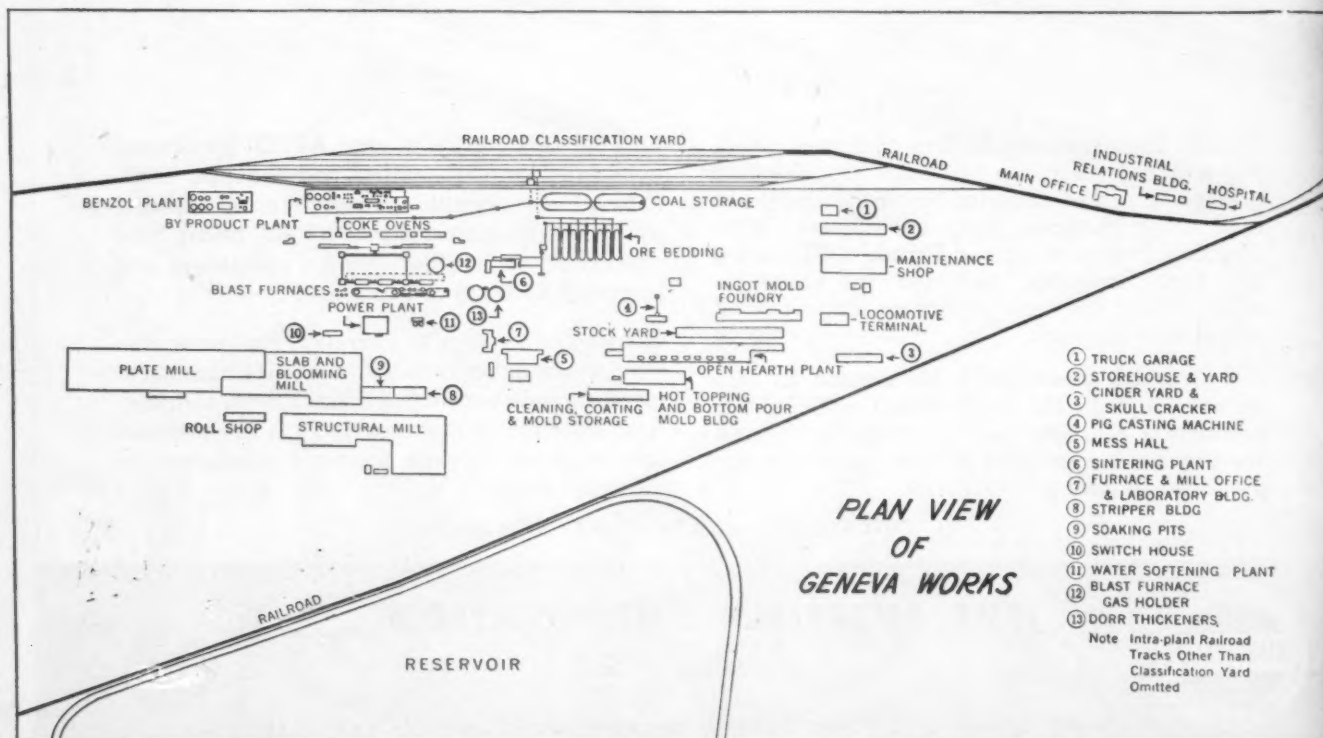 RAILROAD CLASSIFICATION YARD
RAILROAD
INDUSTRIAL
RELATIONS BLDG.
MAIN OFFICE
HOSPITAL
BENZOL PLANT
BY PRODUCT PLANT
COKE OVENS
COAL STORAGE
1
2
ORE BEDDING
MAINTENANCE
SHOP
12
6
BLAST FURNACES
13
POWER PLANT
11
10
4
INGOT MOLD
FOUNDRY
STOCK YARD
LOCOMOTIVE
TERMINAL
7
5
3
OPEN HEARTH PLANT
PLATE MILL
SLAB AND
BLOOMING
MILL
9
8
CLEANING, COATING
& MOLD STORAGE
HOT TOPPING
AND BOTTOM POUR
MOLD BLDG
ROLL SHOP
STRUCTURAL MILL
PLAN VIEW
OF
GENEVA WORKS
RAILROAD
RESERVOIR
1 TRUCK GARAGE
2 STOREHOUSE & YARD
3 CINDER YARD &
SKULL CRACKER
4 PIG CASTING MACHINE
5 MESS HALL
6 SINTERING PLANT
7 FURNACE & MILL OFFICE
& LABORATORY BLDG.
8 STRIPPER BLDG
9 SOAKING PITS
10 SWITCH HOUSE
11 WATER SOFTENING PLANT
12 BLAST FURNACE
GAS HOLDER
13 DORR THICKENERS
Note Intra-plant Railroad
Tracks Other Than
Classification Yard
Omitted